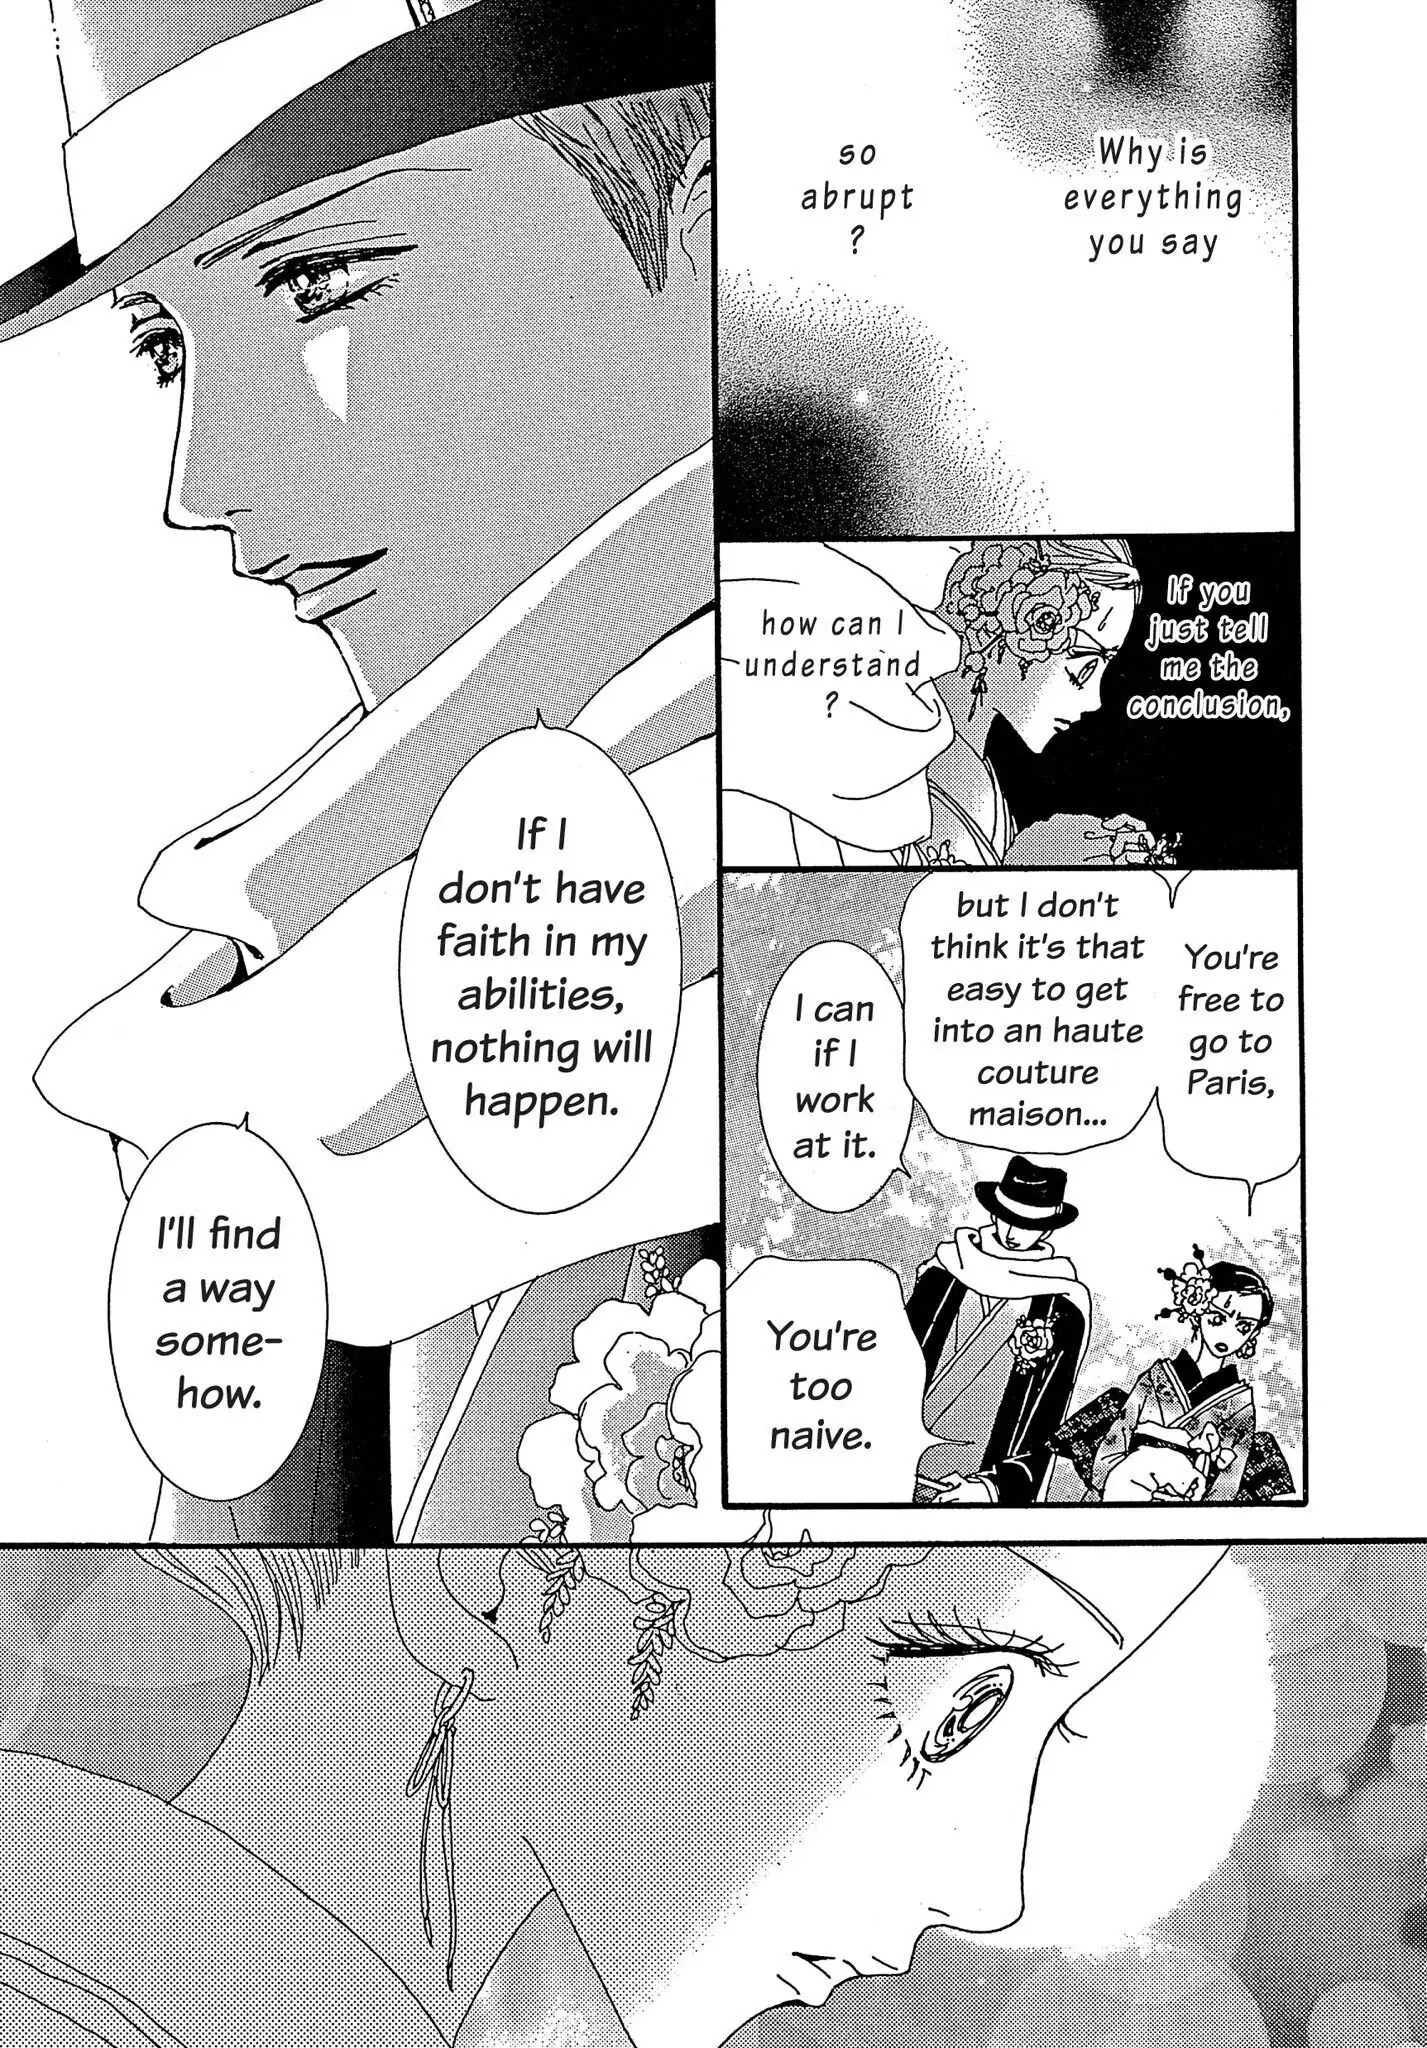 Why is
everything
you say
so
abrupt
?
If you
just tell
me the
conclusion,
how can I
understand
?
You're
free to
go to
Paris,
but I don't
think it's that
easy to get
into an haute
couture
maison...
I can
if I
work
at it.
You're
too
naive.
If I
don't have
faith in my
abilities,
nothing will
happen.
I'll find
a way
some-
how.